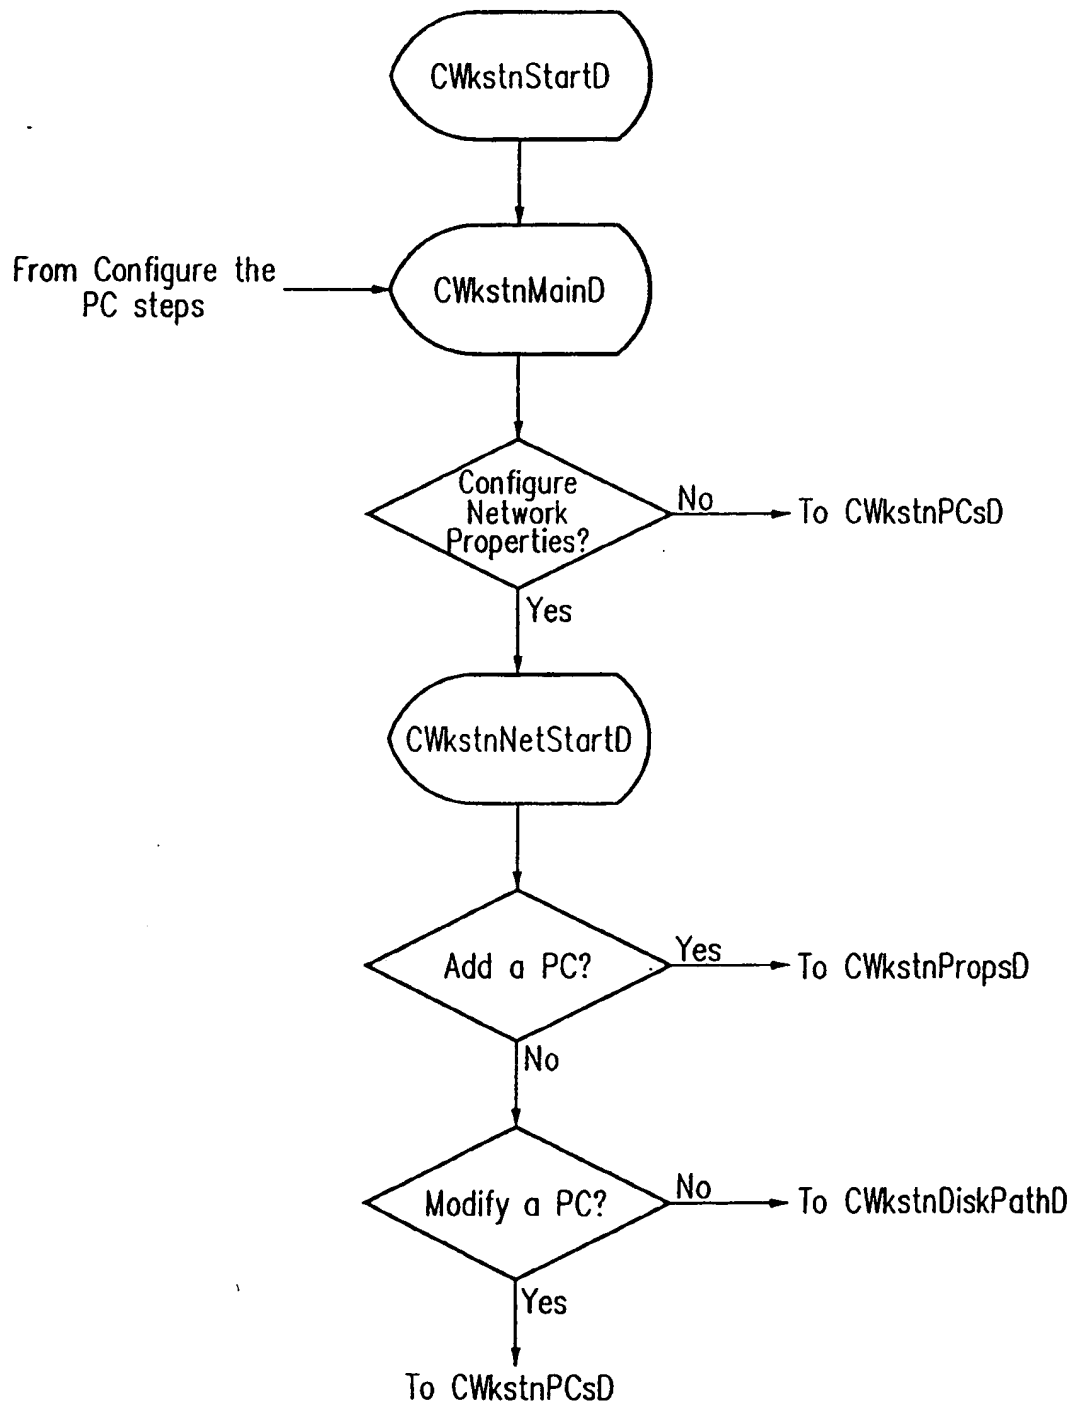 CWkstnStartD
From Configure the
PC steps
CWkstnMainD
Configure
Network
Properties?
No
To CWkstnPCsD
Yes
CWkstnNetStartD
Add a PC?
Yes
To CWkstnPropsD
No
Modify a PC?
No
To CWkstnDiskPathD
Yes
To CWkstnPCsD